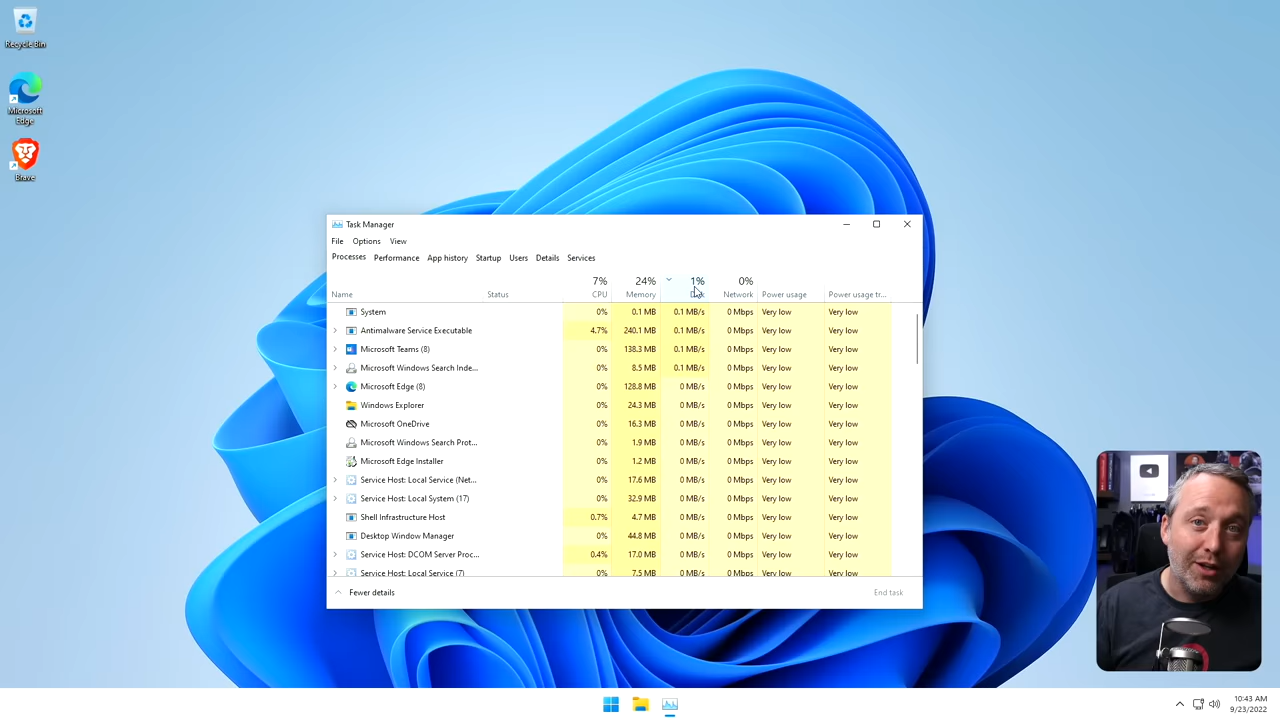 Recycle Bin
Microsoft
Edge
Brave
Task Manager
File Options View
Processes Performance App history Startup Users Details Services
7% 24% 1% 0%
Name Status CPU Memory Network Power usage Power usage tr...
System 0% 0.1 MB 0.1 MB/s 0 Mbps Very low Very low
Antimalware Service Executable 4.7% 240.1 MB 0.1 MB/s 0 Mbps Very low Very low
Microsoft Teams (8) 0% 138.3 MB 0.1 MB/s 0 Mbps Very low Very low
Microsoft Windows Search Inde... 0% 8.5 MB 0.1 MB/s 0 Mbps Very low Very low
Microsoft Edge (8) 0% 128.8 MB 0 MB/s 0 Mbps Very low Very low
Windows Explorer 0% 24.3 MB 0 MB/s 0 Mbps Very low Very low
Microsoft OneDrive 0% 16.3 MB 0 MB/s 0 Mbps Very low Very low
Microsoft Windows Search Prot... 0% 1.9 MB 0 MB/s 0 Mbps Very low Very low
Microsoft Edge Installer 0% 1.2 MB 0 MB/s 0 Mbps Very low Very low
Service Host: Local Service (Net... 0% 17.6 MB 0 MB/s 0 Mbps Very low Very low
Service Host: Local System (17) 0% 32.9 MB 0 MB/s 0 Mbps Very low Very low
Shell Infrastructure Host 0.7% 4.7 MB 0 MB/s 0 Mbps Very low Very low
Desktop Window Manager 0% 44.8 MB 0 MB/s 0 Mbps Very low Very low
Service Host: DCOM Server Proc... 0.4% 17.0 MB 0 MB/s 0 Mbps Very low Very low
Service Host: Local Service (7) 0% 7.5 MB 0 MB/s 0 Mbps Very low Very low
Fewer details End task
10:43 AM
9/23/2022